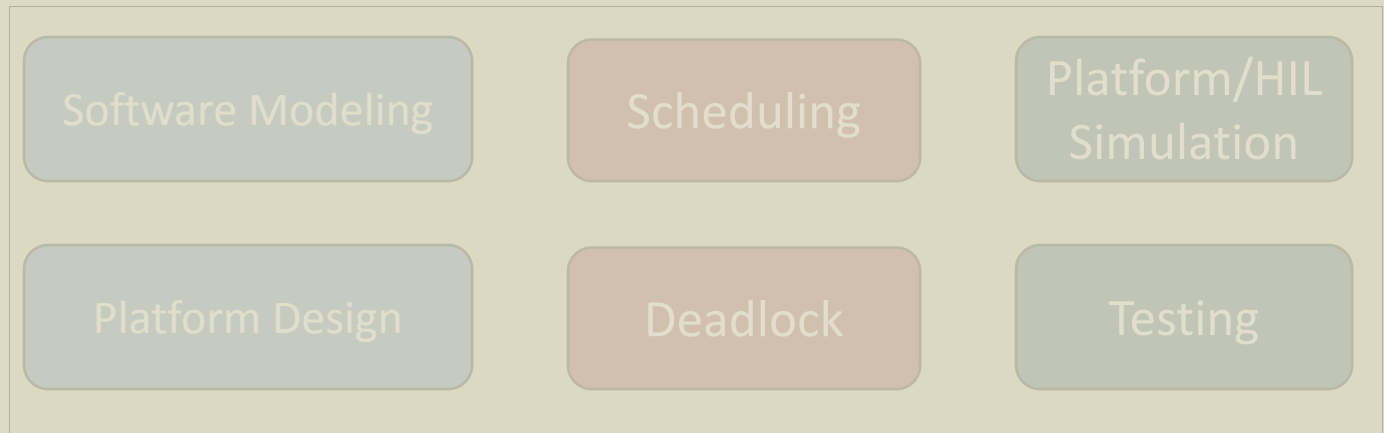 Software Modeling
Scheduling
Platform/HIL
Simulation
Platform Design
Deadlock
Testing